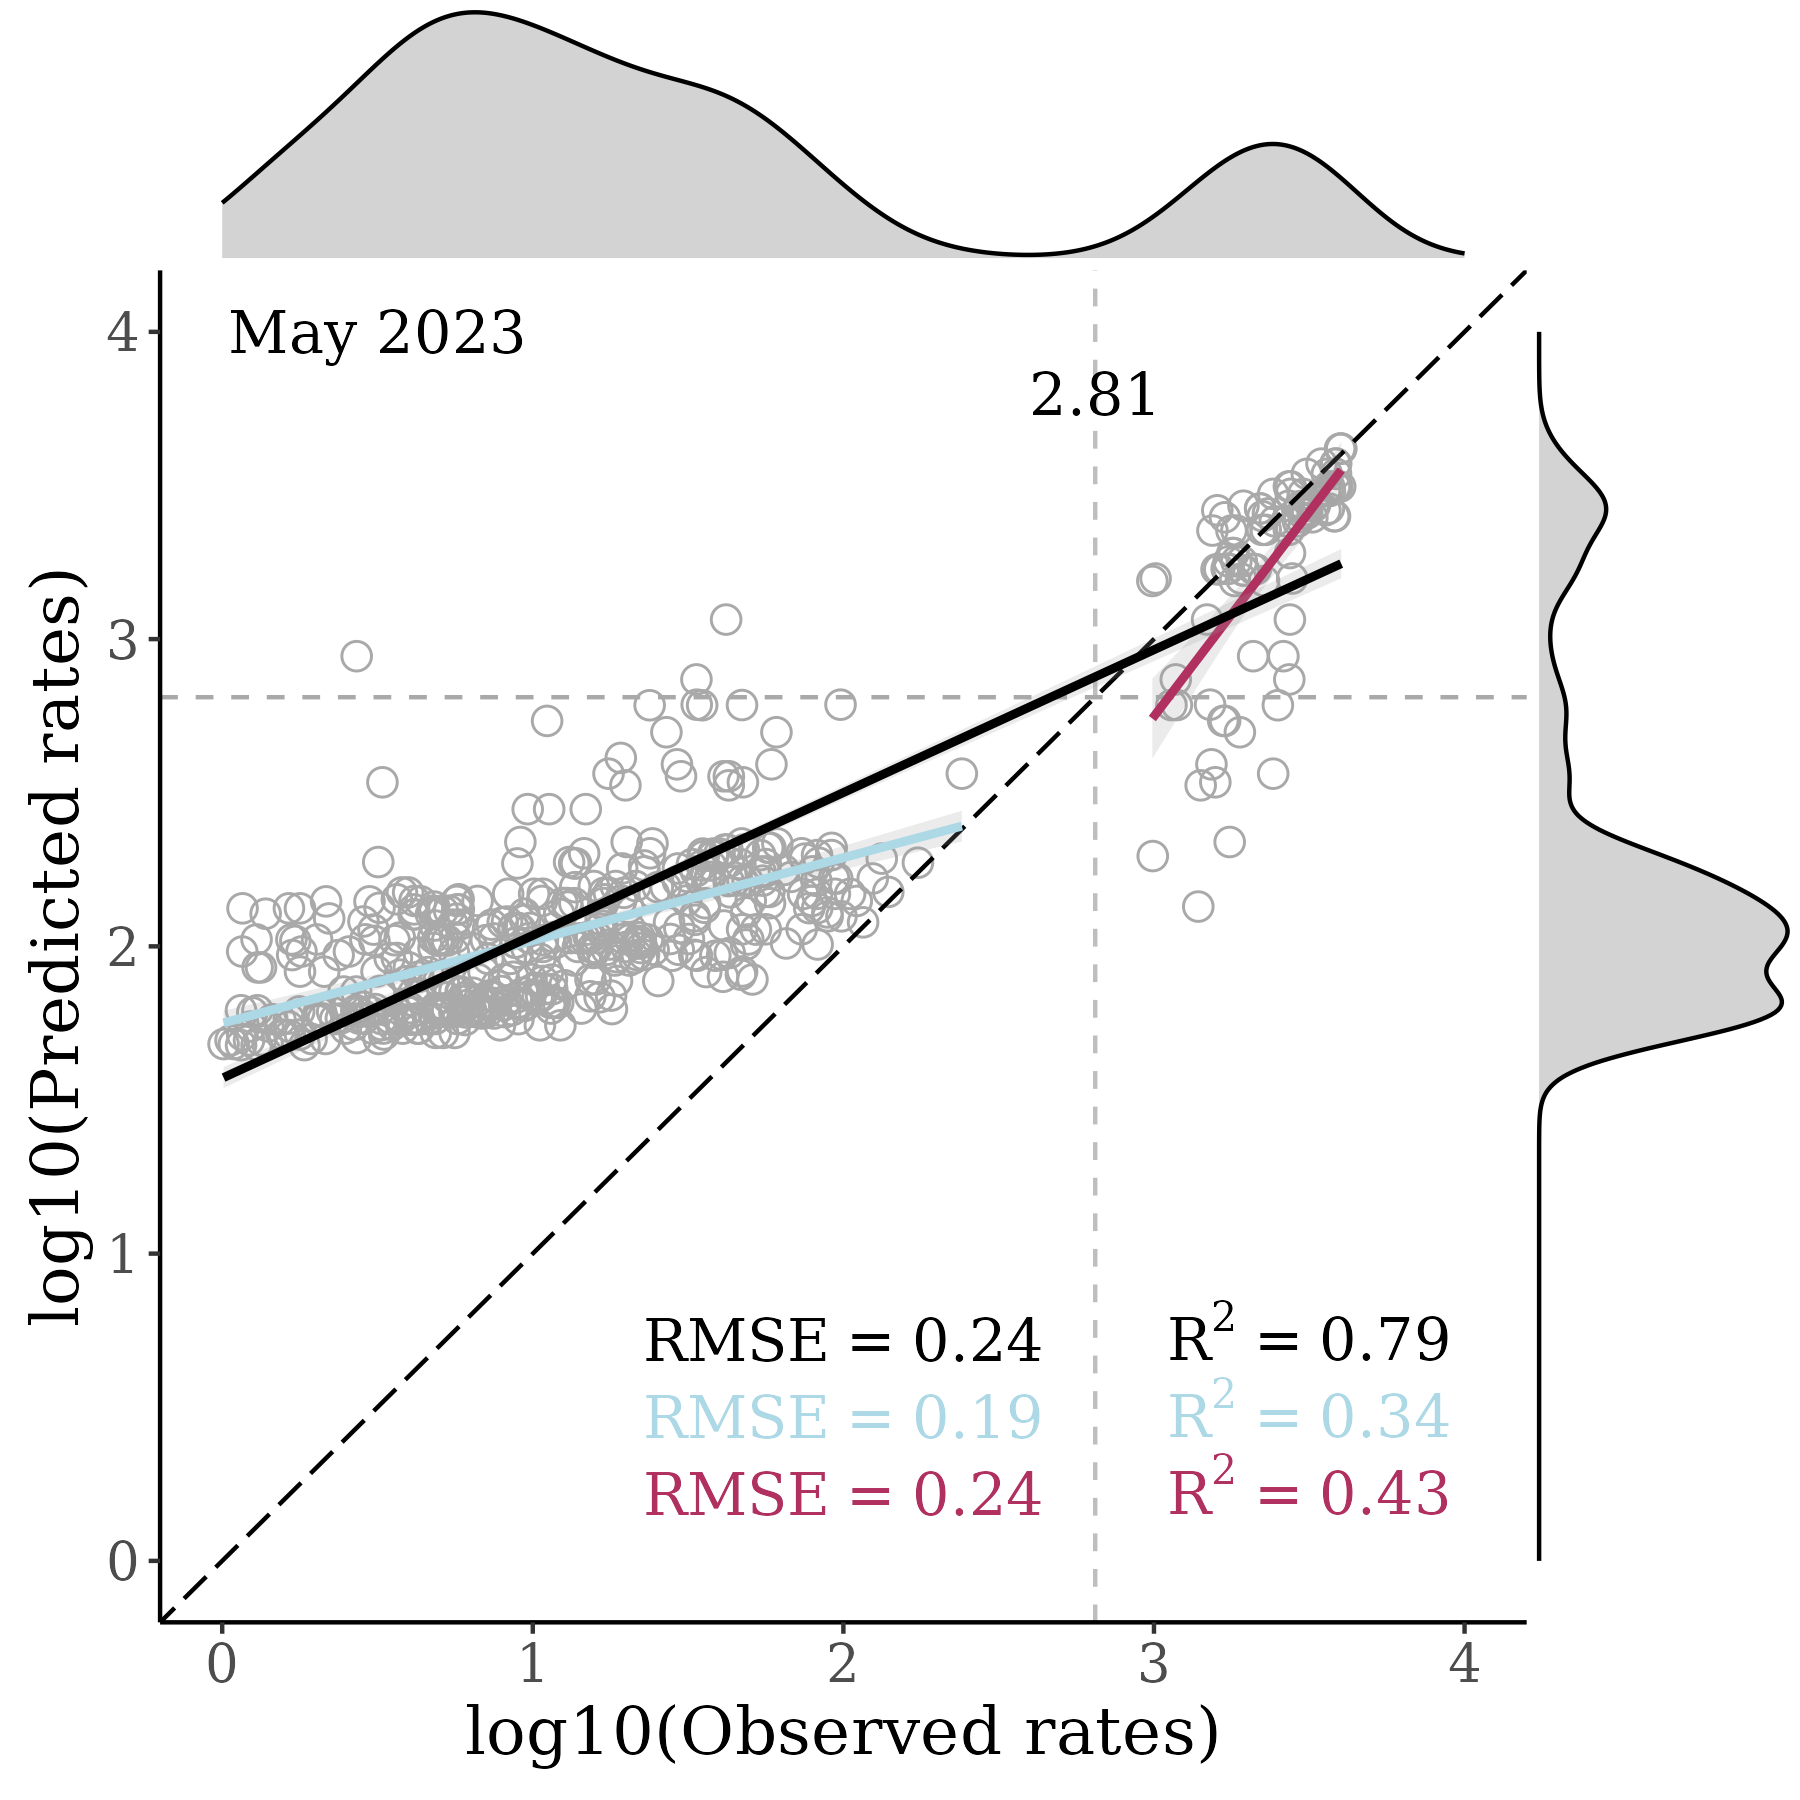 May 2023
2.81
4
3
2
1
0
log10(Predicted rates)
RMSE = 0.24 R² = 0.79
RMSE = 0.19 R² = 0.34
RMSE = 0.24 R² = 0.43
0 1 2 3 4
log10(Observed rates)